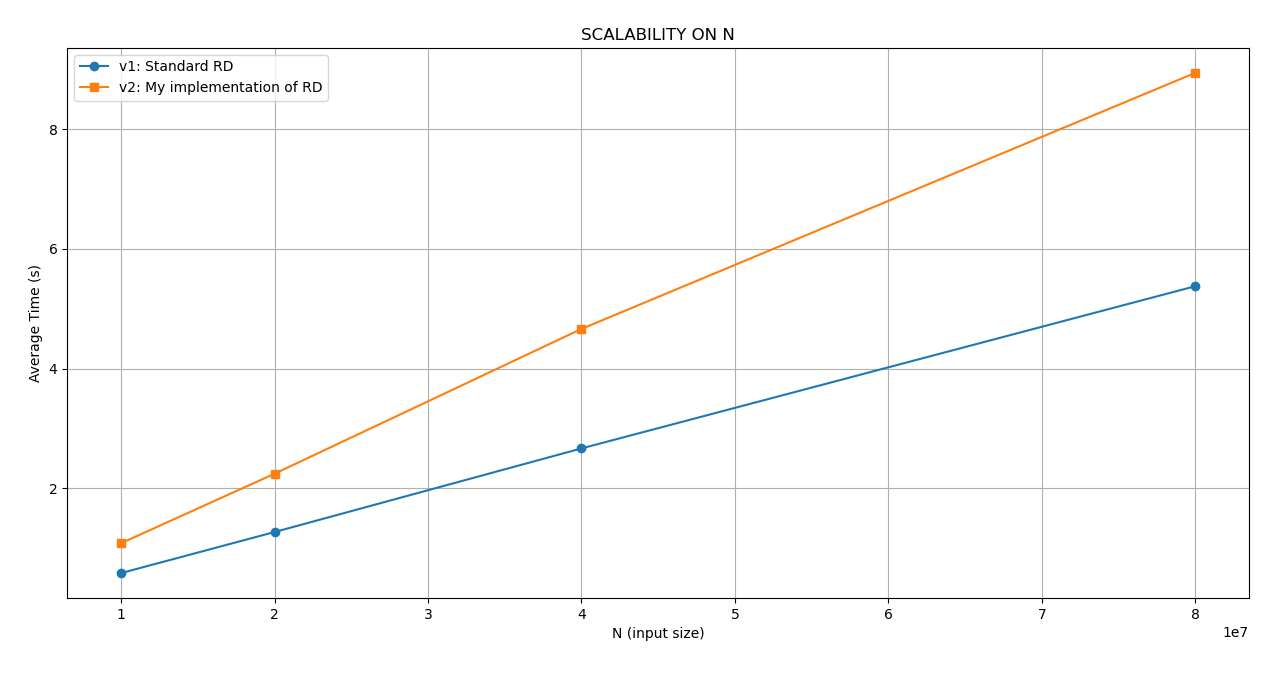 SCALABILITY ON N
v1: Standard RD
v2: My implementation of RD
Average Time (s)
8
6
4
2
1 2 3 4 5 6 7 8
1e7
N (input size)